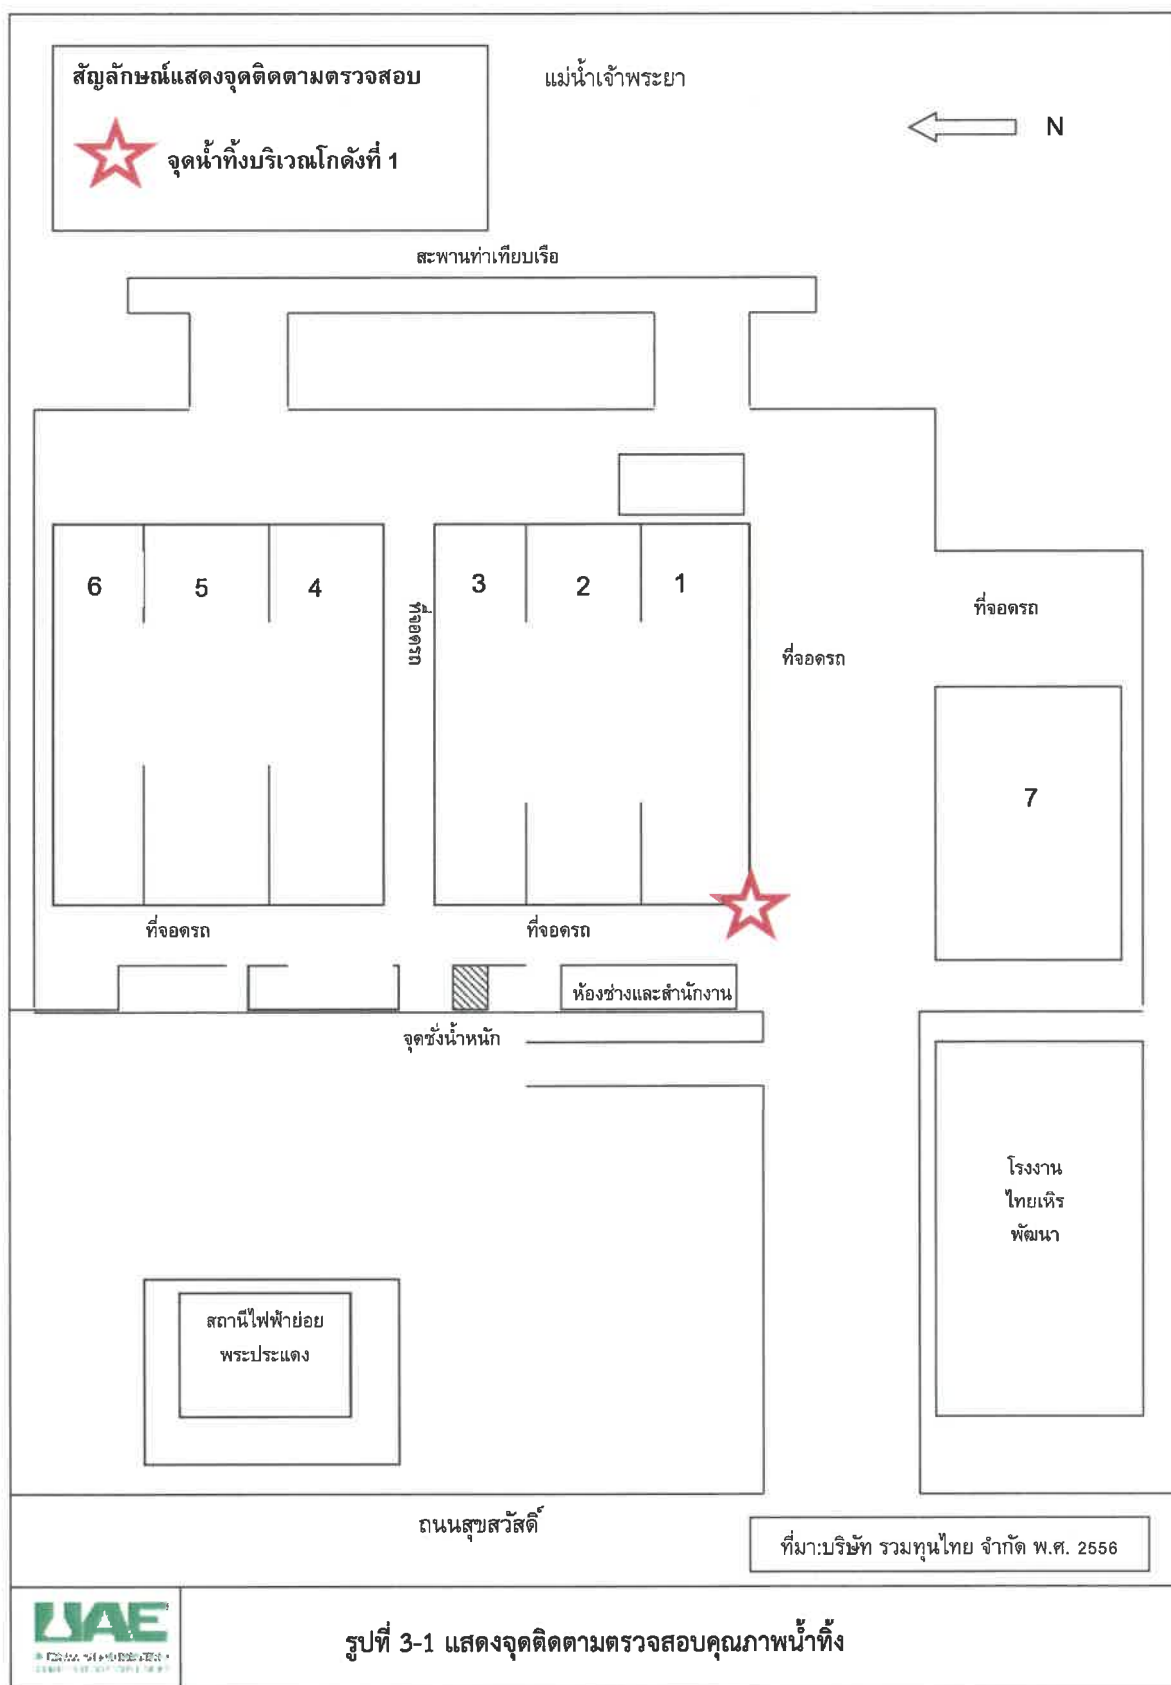 สัญลักษณ์แสดงจุดติดตามตรวจสอบ
จุดน้ำทิ้งบริเวณโกดังที่ 1
แม่น้ำเจ้าพระยา
N
สะพานท่าเทียบเรือ
6
5
4
3
2
1
ที่จอดรถ
ที่จอดรถ
ที่จอดรถ
7
ที่จอดรถ
ที่จอดรถ
ห้องช่างและสำนักงาน
จุดชั่งน้ำหนัก
โรงงาน
ไทยเหิร
พัฒนา
สถานีไฟฟ้าย่อย
พระประแดง
ถนนสุขสวัสดิ์
ที่มา:บริษัท รวมทุนไทย จำกัด พ.ศ. 2556
UAE
รูปที่ 3-1 แสดงจุดติดตามตรวจสอบคุณภาพน้ำทิ้ง